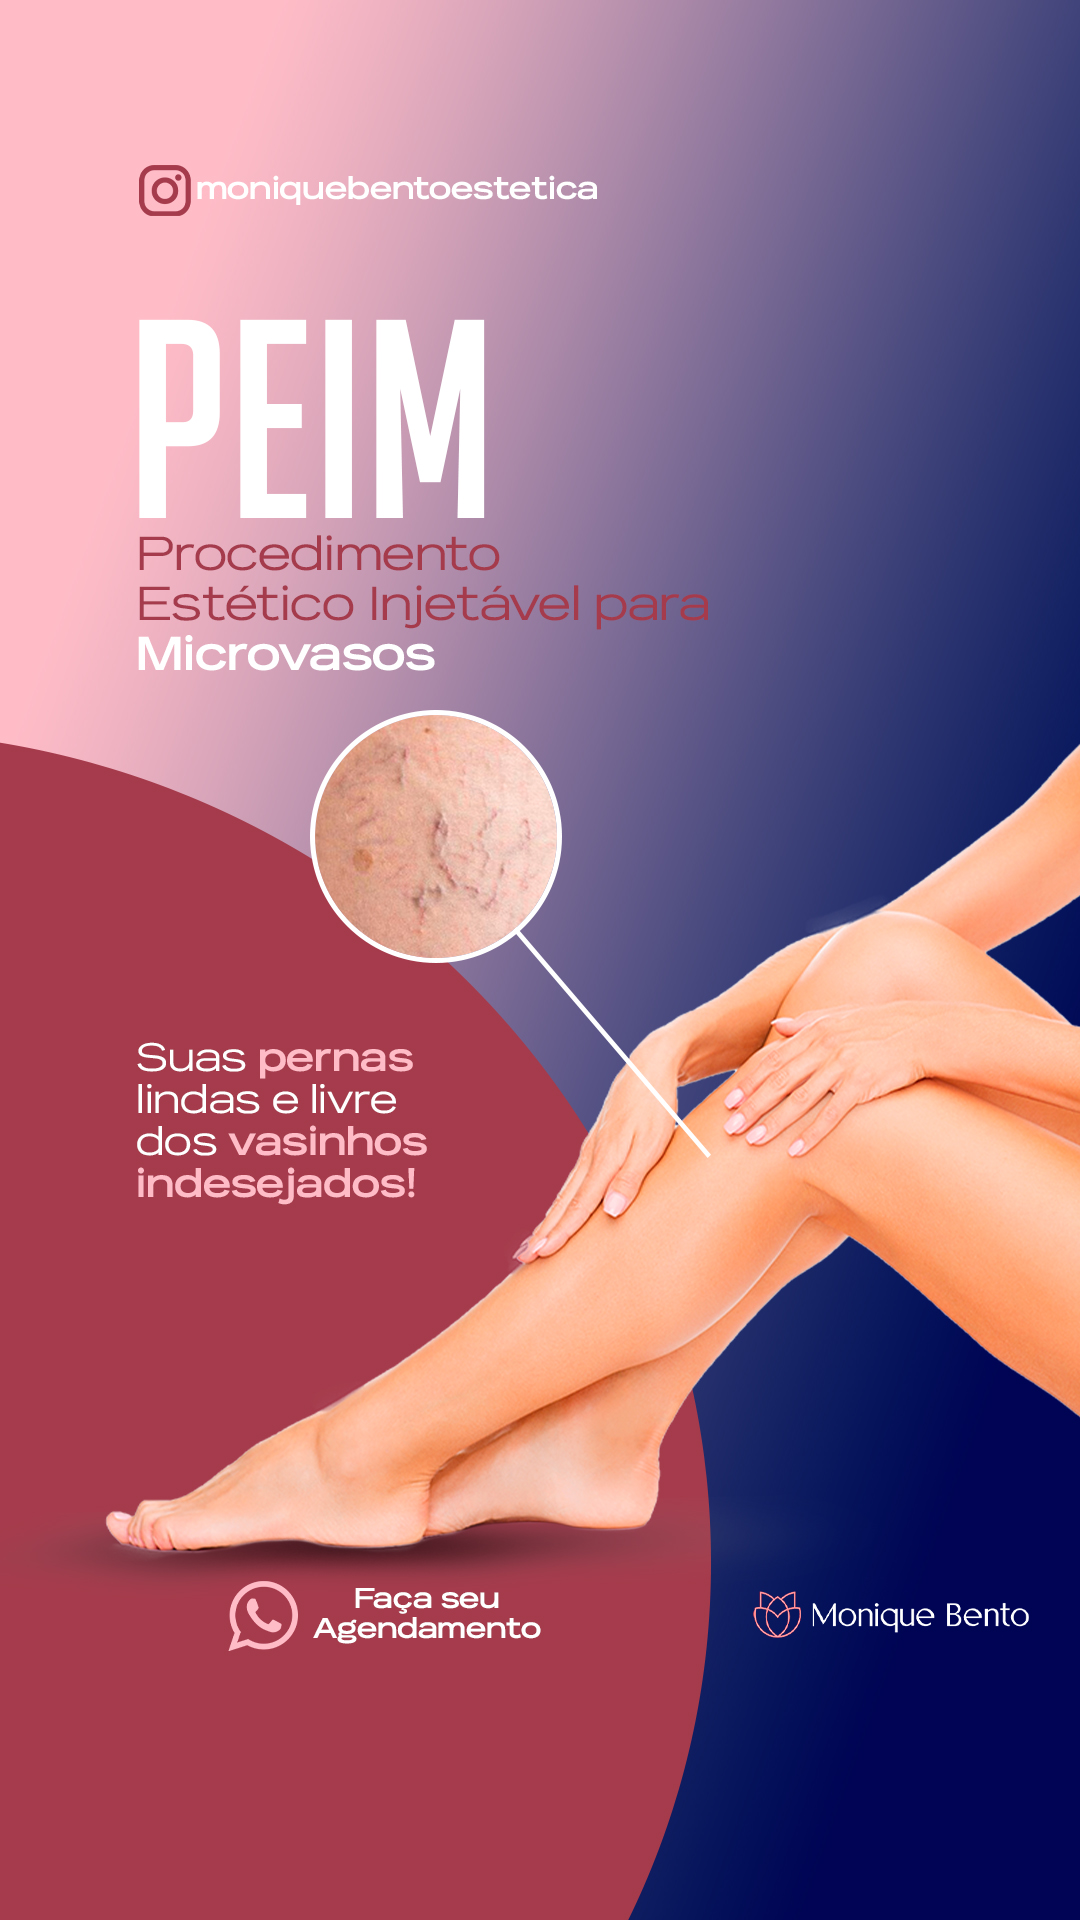 moniquebentoestetica
PEIM
Procedimento
Estético Injetável para
Microvasos
Suas pernas
lindas e livre
dos vasinhos
indesejados!
Faça seu
Agendamento
Monique Bento